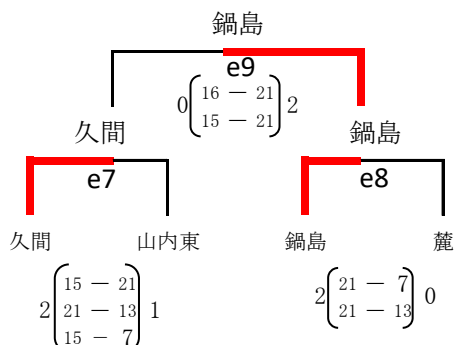 鍋島
e9
0 16 － 21 2
15 － 21
久間 鍋島
e7 e8
久間 山内東 鍋島 麓
15 － 21
2 21 － 13 1
15 － 7
21 － 7
2 0
21 － 13